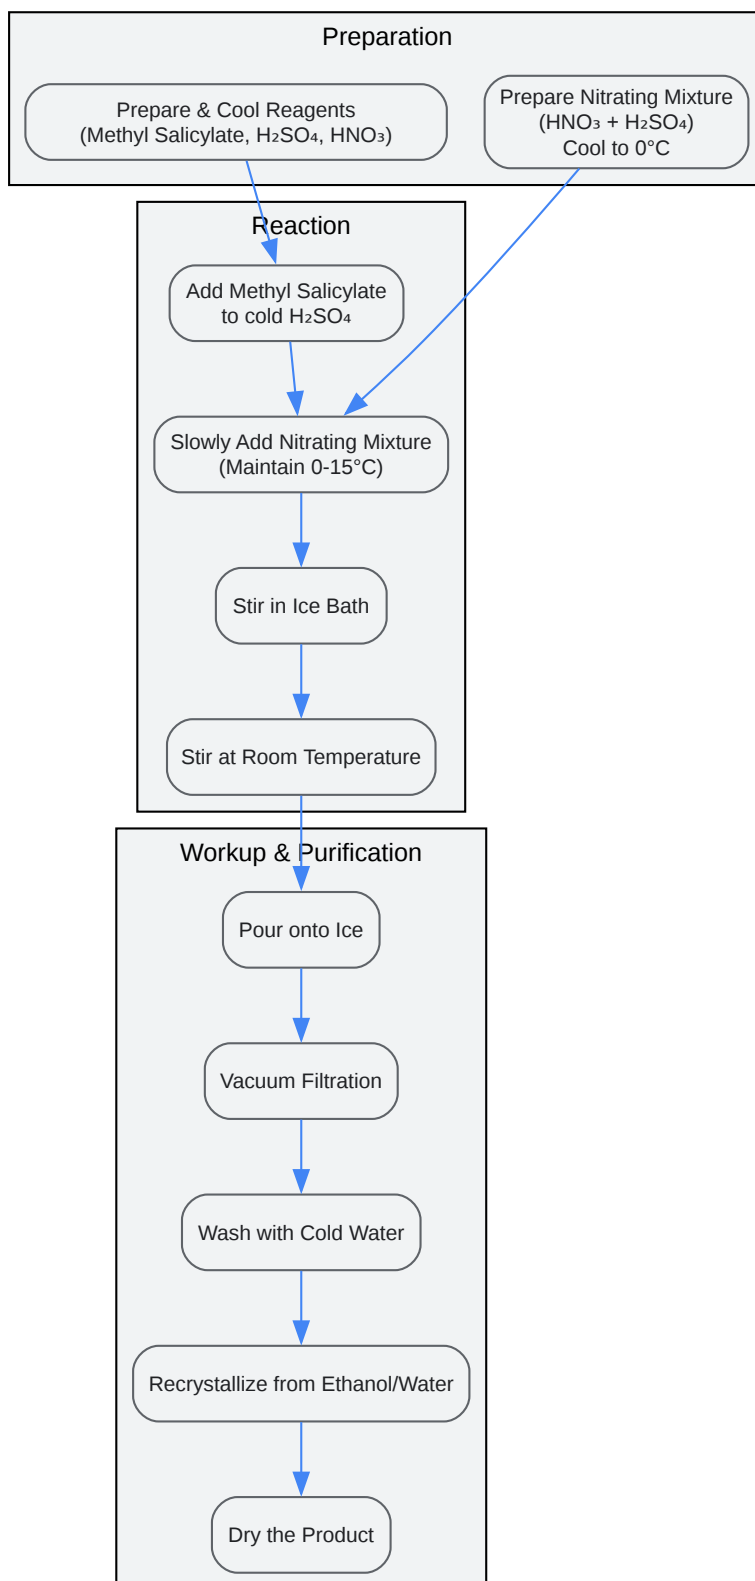 Preparation
Prepare & Cool Reagents
(Methyl Salicylate, H₂SO₄, HNO₃)
Prepare Nitrating Mixture
(HNO₃ + H₂SO₄)
Cool to 0°C
Reaction
Add Methyl Salicylate
to cold H₂SO₄
Slowly Add Nitrating Mixture
(Maintain 0-15°C)
Stir in Ice Bath
Stir at Room Temperature
Workup & Purification
Pour onto Ice
Vacuum Filtration
Wash with Cold Water
Recrystallize from Ethanol/Water
Dry the Product